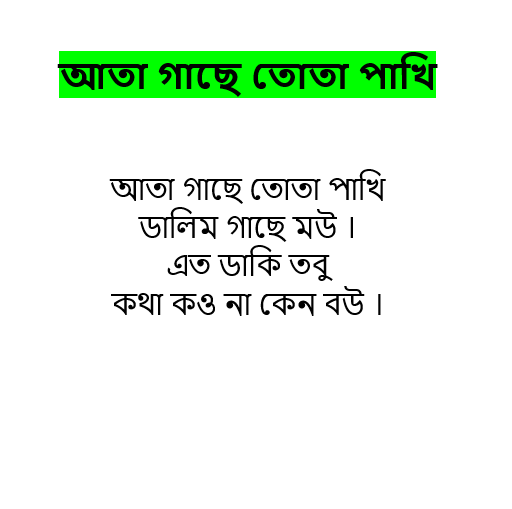 আতা গাছে তোতা পাখি
আতা গাছে তোতা পাখি
ডালিম গাছে মউ ।
এত ডাকি তবু
কথা কও না কেন বউ ।